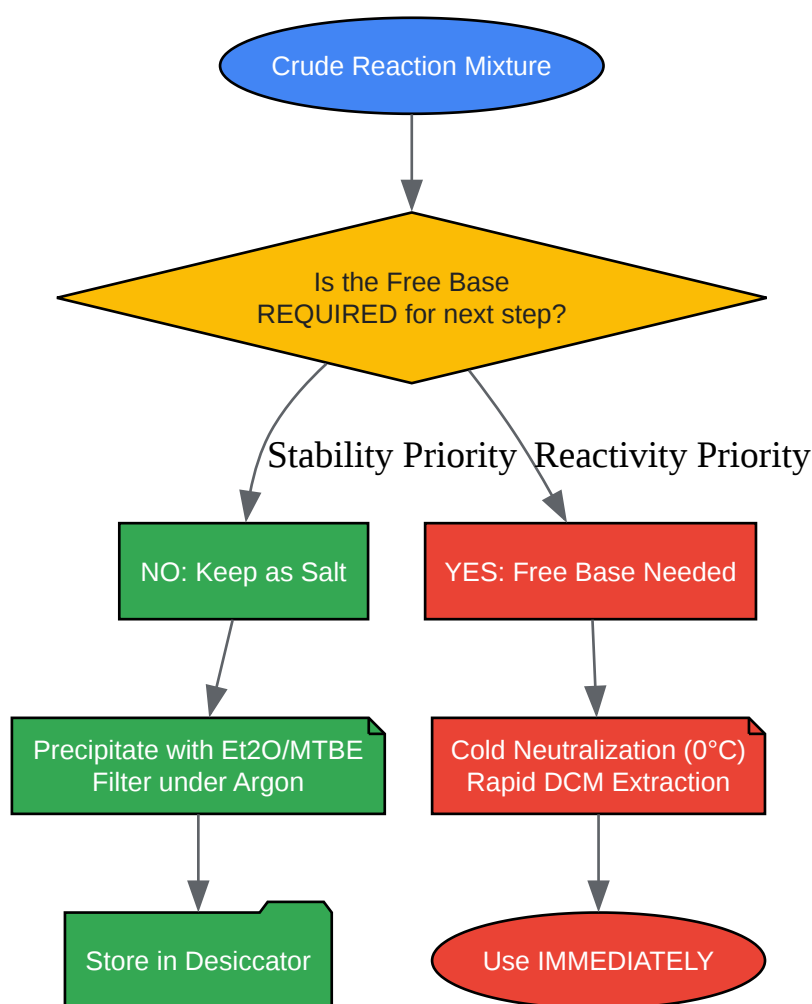 Crude Reaction Mixture
Is the Free Base
REQUIRED for next step?
Stability Priority
Reactivity Priority
NO: Keep as Salt
YES: Free Base Needed
Precipitate with Et2O/MTBE
Filter under Argon
Cold Neutralization (0°C)
Rapid DCM Extraction
Store in Desiccator
Use IMMEDIATELY